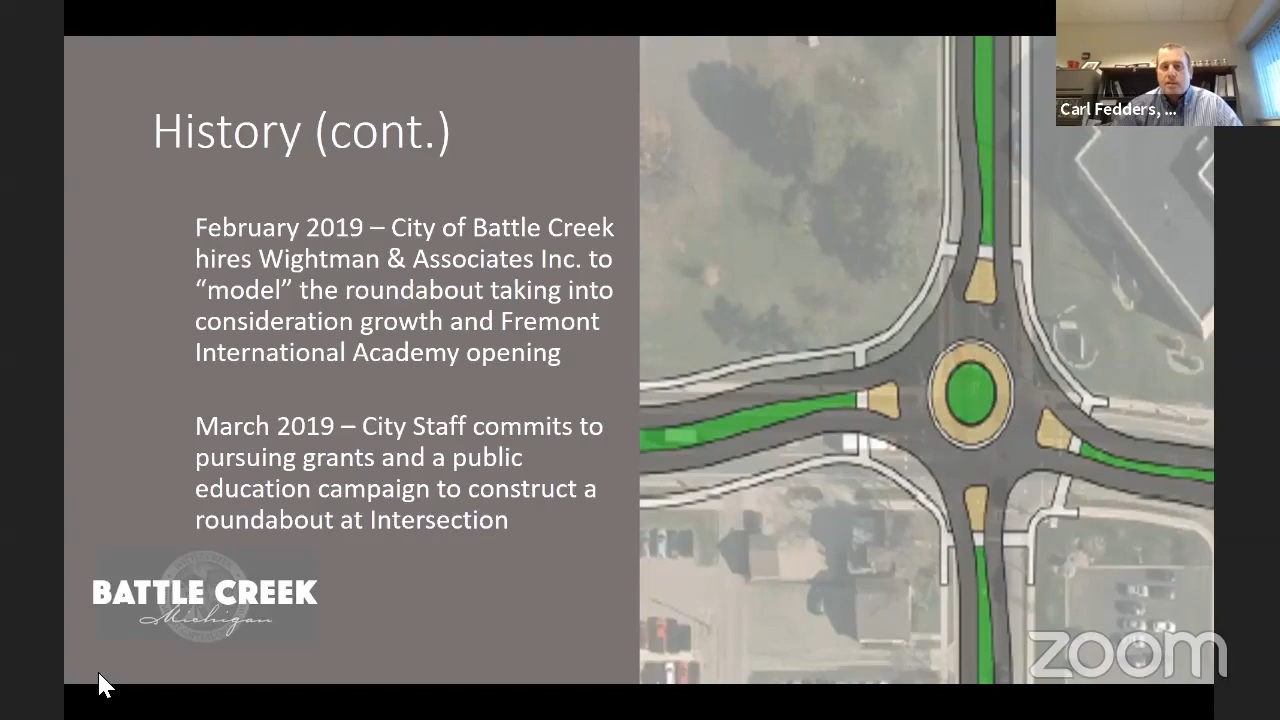 Carl Fedders, ...
History (cont.)
February 2019 – City of Battle Creek
hires Wightman & Associates Inc. to
“model” the roundabout taking into
consideration growth and Fremont
International Academy opening
March 2019 – City Staff commits to
pursuing grants and a public
education campaign to construct a
roundabout at Intersection
BATTLE CREEK
Michigan
zoom